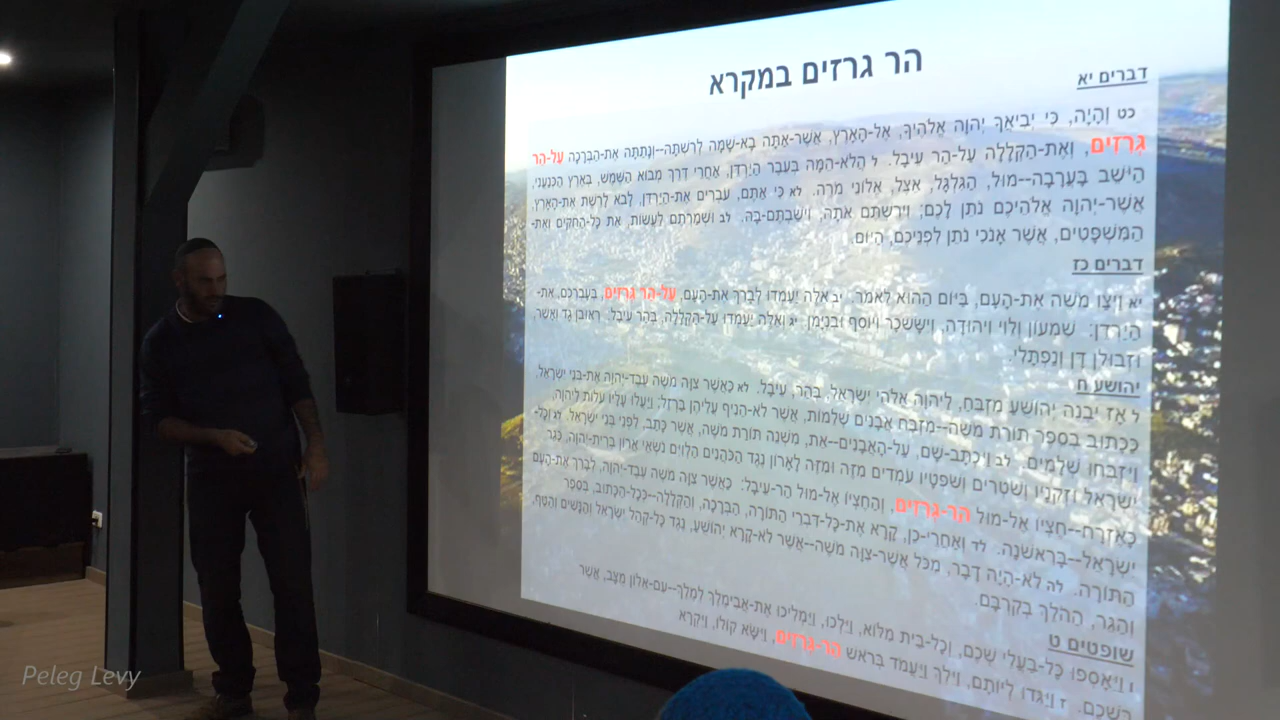 הר גרזים במקרא
דברים יא
כט וְהָיָה, כִּי יְבִיאֲךָ יְהוָה אֱלֹהֶיךָ, אֶל-הָאָרֶץ, אֲשֶׁר-אַתָּה בָא-שָׁמָּה לְרִשְׁתָּהּ--וְנָתַתָּה אֶת-הַבְּרָכָה עַל-הַר
גְּרִזִים, וְאֶת-הַקְּלָלָה עַל-הַר עֵיבָל. ל הֲלֹא-הֵמָּה בְּעֵבֶר הַיַּרְדֵּן, אַחֲרֵי דֶּרֶךְ מְבוֹא הַשֶּׁמֶשׁ, בְּאֶרֶץ הַכְּנַעֲנִי,
הַיֹּשֵׁב בָּעֲרָבָה--מוּל, הַגִּלְגָּל, אֵצֶל, אֵלוֹנֵי מֹרֶה. לא כִּי אַתֶּם, עֹבְרִים אֶת-הַיַּרְדֵּן, לָבֹא לָרֶשֶׁת אֶת-הָאָרֶץ,
אֲשֶׁר-יְהוָה אֱלֹהֵיכֶם נֹתֵן לָכֶם; וִירִשְׁתֶּם אֹתָהּ, וִישַׁבְתֶּם-בָּהּ. לב וּשְׁמַרְתֶּם לַעֲשׂוֹת, אֵת כָּל-הַחֻקִּים וְאֶת-
הַמִּשְׁפָּטִים, אֲשֶׁר אָנֹכִי נֹתֵן לִפְנֵיכֶם, הַיּוֹם.
דברים כז
יא וַיְצַו מֹשֶׁה אֶת-הָעָם, בַּיּוֹם הַהוּא לֵאמֹר. יב אֵלֶּה יַעַמְדוּ לְבָרֵךְ אֶת-הָעָם, עַל-הַר גְּרִזִים, בְּעָבְרְכֶם, אֶת-
הַיַּרְדֵּן: שִׁמְעוֹן וְלֵוִי וִיהוּדָה, וְיִשָּׂשכָר וְיוֹסֵף וּבִנְיָמִן. יג וְאֵלֶּה יַעַמְדוּ עַל-הַקְּלָלָה, בְּהַר עֵיבָל: רְאוּבֵן גָּד וְאָשֵׁר,
וּזְבוּלֻן דָּן וְנַפְתָּלִי.
יהושע ח
ל אָז יִבְנֶה יְהוֹשֻׁעַ מִזְבֵּחַ, לַיהוָה אֱלֹהֵי יִשְׂרָאֵל, בְּהַר, עֵיבָל. לא כַּאֲשֶׁר צִוָּה מֹשֶׁה עֶבֶד-יְהוָה אֶת-בְּנֵי יִשְׂרָאֵל,
כַּכָּתוּב בְּסֵפֶר תּוֹרַת מֹשֶׁה--מִזְבַּח אֲבָנִים שְׁלֵמוֹת, אֲשֶׁר לֹא-הֵנִיף עֲלֵיהֶן בַּרְזֶל; וַיַּעֲלוּ עָלָיו עֹלוֹת לַיהוָה,
וַיִּזְבְּחוּ שְׁלָמִים. לב וַיִּכְתָּב-שָׁם, עַל-הָאֲבָנִים--אֵת, מִשְׁנֵה תּוֹרַת מֹשֶׁה, אֲשֶׁר כָּתַב, לִפְנֵי בְּנֵי יִשְׂרָאֵל. לג וְכָל-
יִשְׂרָאֵל וּזְקֵנָיו וְשֹׁטְרִים וְשֹׁפְטָיו עֹמְדִים מִזֶּה וּמִזֶּה לָאָרוֹן נֶגֶד הַכֹּהֲנִים הַלְוִיִּם נֹשְׂאֵי אֲרוֹן בְּרִית-יְהוָה, כַּגֵּר
כָּאֶזְרָח--חֶצְיוֹ אֶל-מוּל הַר-גְּרִזִים, וְהַחֶצְיוֹ אֶל-מוּל הַר-עֵיבָל: כַּאֲשֶׁר צִוָּה מֹשֶׁה עֶבֶד-יְהוָה, לְבָרֵךְ אֶת-הָעָם
יִשְׂרָאֵל--בָּרִאשֹׁנָה. לד וְאַחֲרֵי-כֵן, קָרָא אֶת-כָּל-דִּבְרֵי הַתּוֹרָה, הַבְּרָכָה, וְהַקְּלָלָה--כְּכָל-הַכָּתוּב, בְּסֵפֶר
הַתּוֹרָה. לה לֹא-הָיָה דָבָר, מִכֹּל אֲשֶׁר-צִוָּה מֹשֶׁה--אֲשֶׁר לֹא-קָרָא יְהוֹשֻׁעַ, נֶגֶד כָּל-קְהַל יִשְׂרָאֵל וְהַנָּשִׁים וְהַטַּף,
וְהַגֵּר, הַהֹלֵךְ בְּקִרְבָּם.
שופטים ט
ו וַיֵּאָסְפוּ כָּל-בַּעֲלֵי שְׁכֶם, וְכָל-בֵּית מִלּוֹא, וַיֵּלְכוּ, וַיַּמְלִיכוּ אֶת-אֲבִימֶלֶךְ לְמֶלֶךְ--עִם-אֵלוֹן מֻצָּב, אֲשֶׁר
בִּשְׁכֶם. ז וַיַּגִּדוּ לְיוֹתָם, וַיֵּלֶךְ וַיַּעֲמֹד בְּרֹאשׁ הַר-גְּרִזִים, וַיִּשָּׂא קוֹלוֹ, וַיִּקְרָא
Peleg Levy